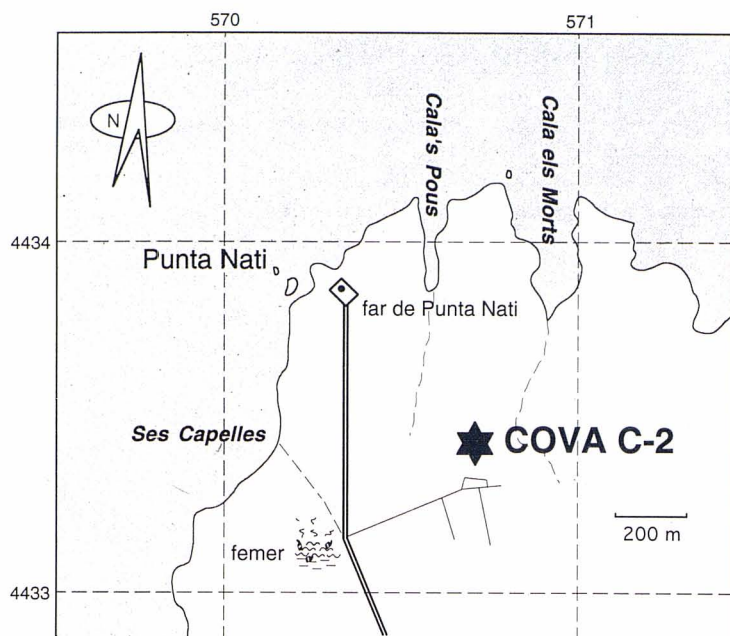 570
571
N
Cala's Pous
Cala els Morts
4434
Punta Nati
far de Punta Nati
Ses Capelles
COVA C-2
200 m
femer
4433